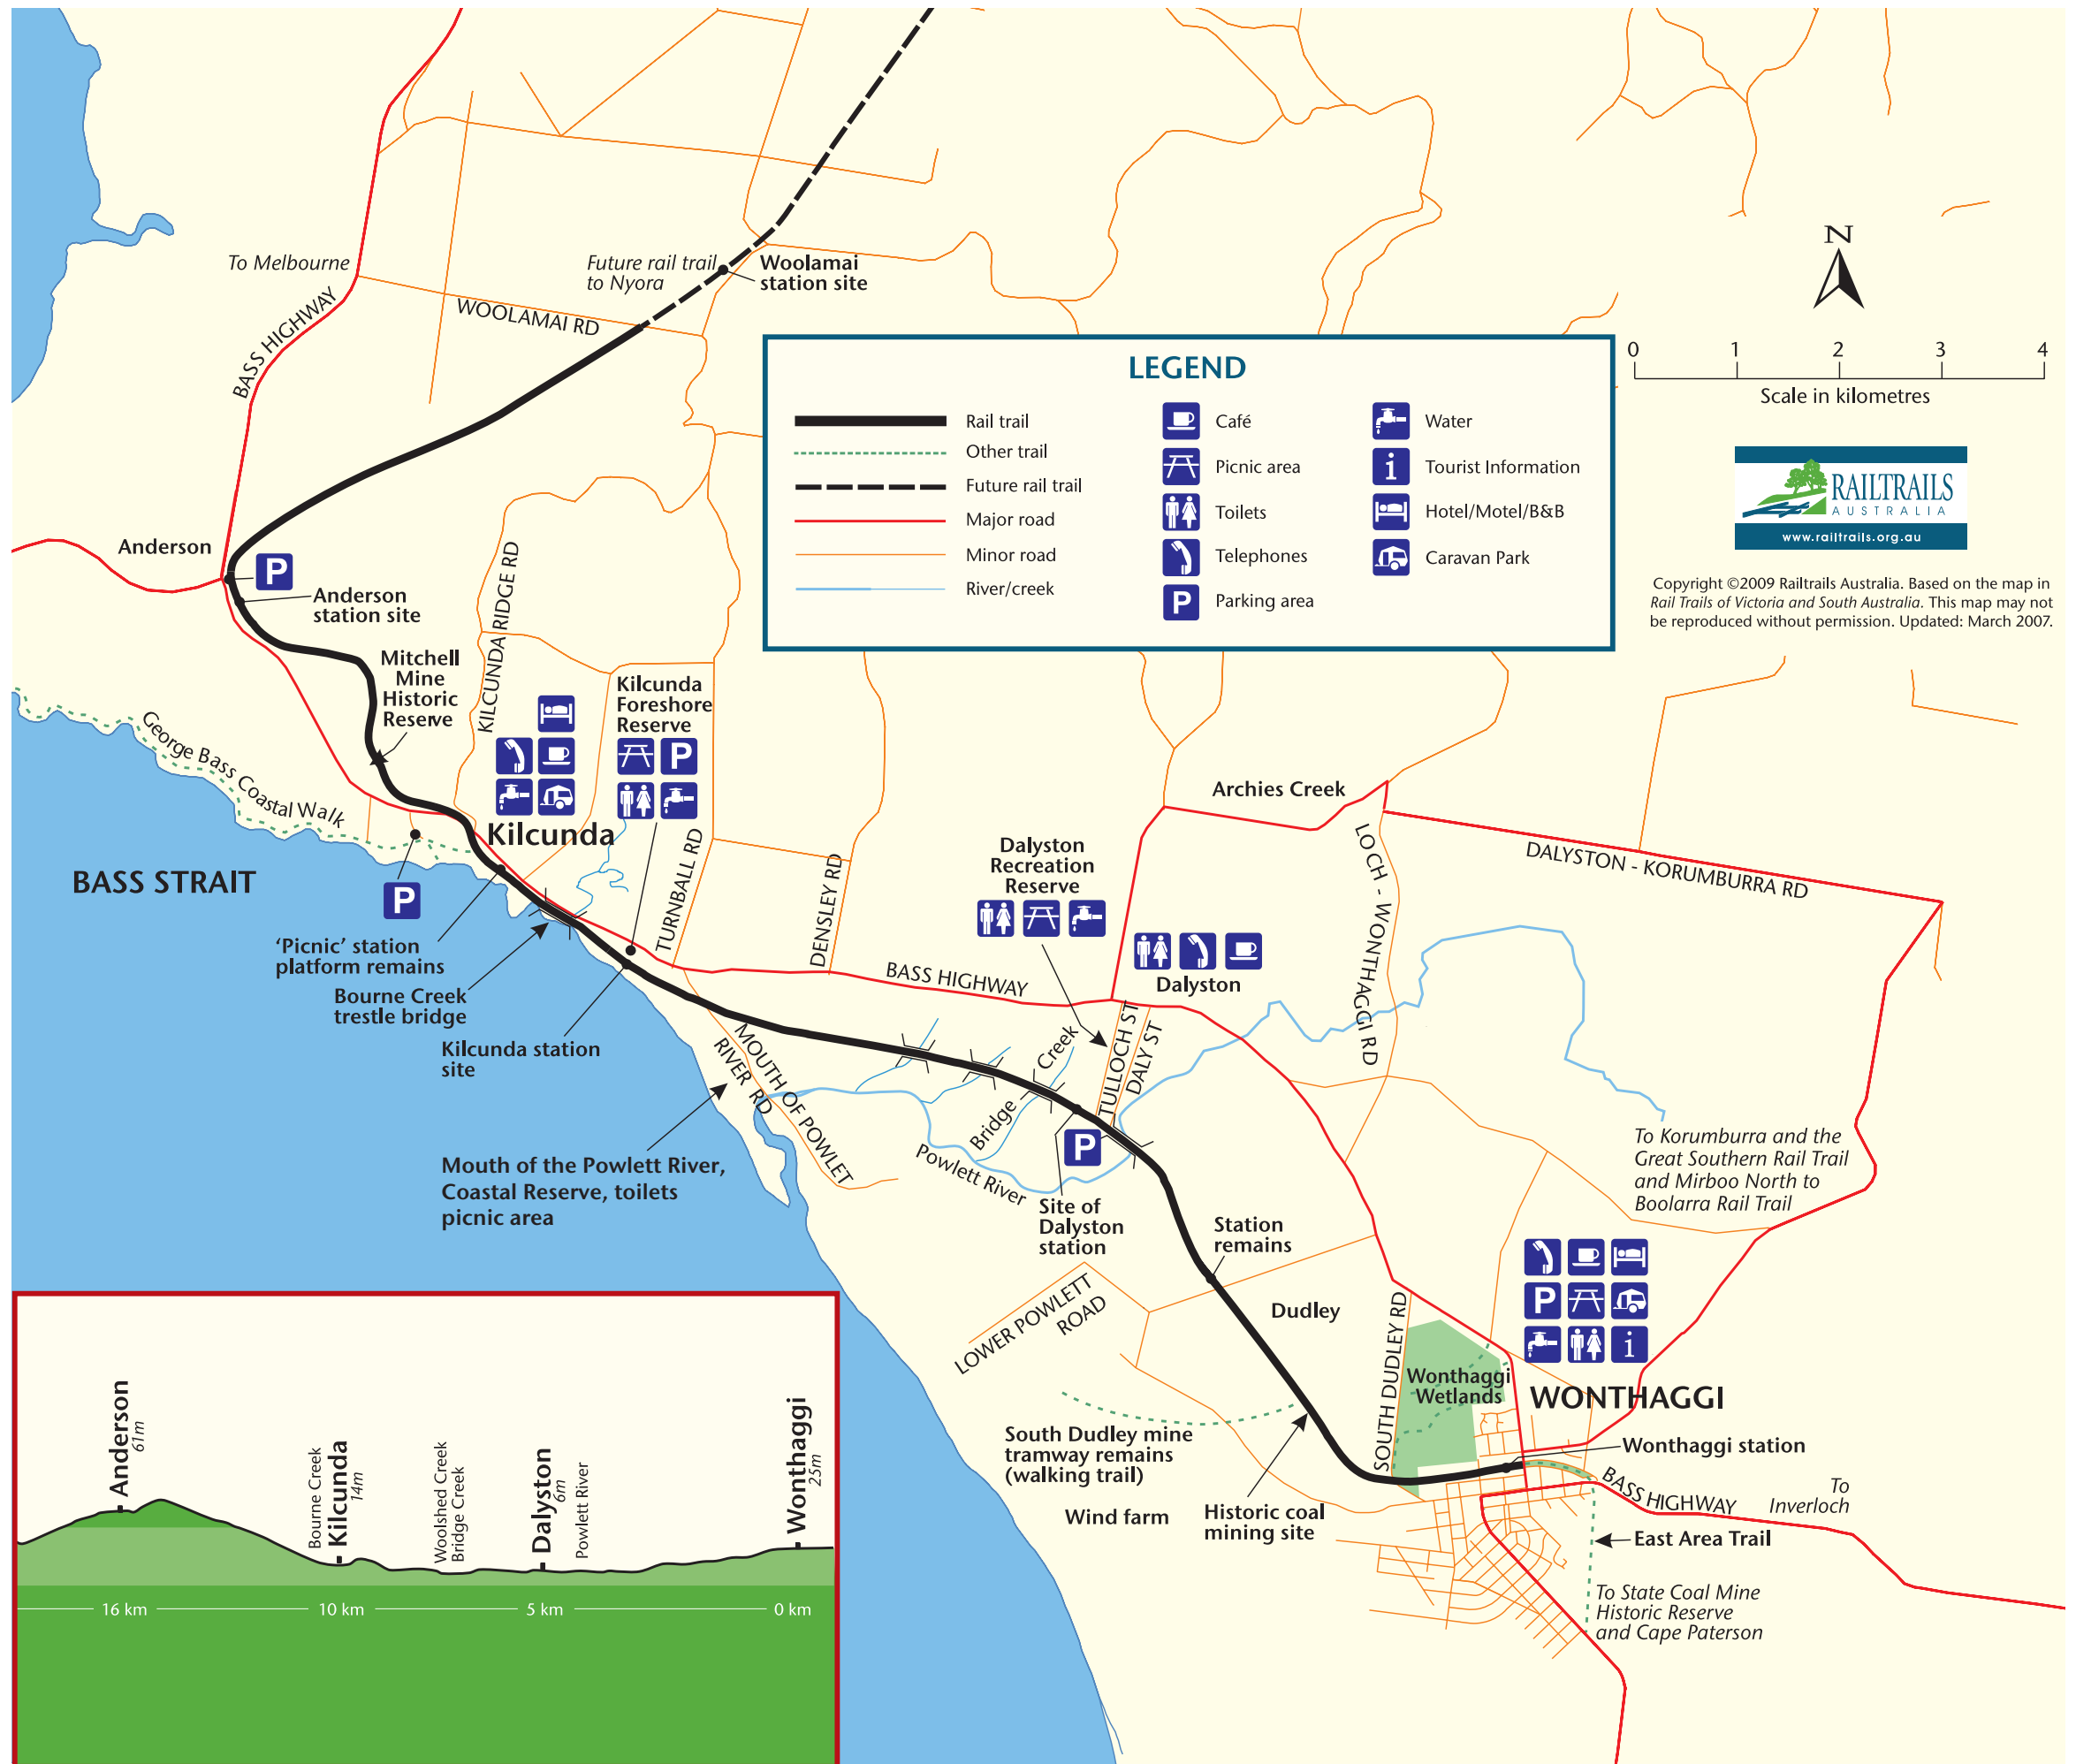 To Melbourne
BASS HIGHWAY
WOOLAMAI RD
Future rail trail
to Nyora
Woolamai
station site
N
0 1 2 3 4
Scale in kilometres
RAILTRAILS
AUSTRALIA
www.railtrails.org.au
Copyright ©2009 Railtrails Australia. Based on the map in
Rail Trails of Victoria and South Australia. This map may not
be reproduced without permission. Updated: March 2007.
LEGEND
Rail trail
Other trail
Future rail trail
Major road
Minor road
River/creek
Café
Picnic area
Toilets
Telephones
P Parking area
Water
i Tourist Information
Hotel/Motel/B&B
Caravan Park
Anderson
P
Anderson
station site
Mitchell
Mine
Historic
Reserve
KILCUNDA RIDGE RD
Kilcunda
Foreshore
Reserve
P
Kilcunda
George Bass Coastal Walk
P
BASS STRAIT
'Picnic' station
platform remains
Bourne Creek
trestle bridge
Kilcunda station
site
TURNBALL RD
DENSLEY RD
BASS HIGHWAY
Archies Creek
Dalyston
Recreation
Reserve
Dalyston
LOCH - WONTHAGGI RD
DALYSTON - KORUMBURRA RD
TULLOCH ST
DALY ST
MOUTH OF POWLET
RIVER RD
Bridge Creek
Powlett River
P
Mouth of the Powlett River,
Coastal Reserve, toilets
picnic area
Site of
Dalyston
station
Station
remains
To Korumburra and the
Great Southern Rail Trail
and Mirboo North to
Boolarra Rail Trail
Dudley
LOWER POWLETT
ROAD
SOUTH DUDLEY RD
P
i
Wonthaggi
Wetlands
WONTHAGGI
Wonthaggi station
South Dudley mine
tramway remains
(walking trail)
Wind farm
Historic coal
mining site
BASS HIGHWAY
To
Inverloch
East Area Trail
To State Coal Mine
Historic Reserve
and Cape Paterson
Anderson
61m
Bourne Creek
Kilcunda
14m
Woolshed Creek
Bridge Creek
Dalyston
6m
Powlett River
Wonthaggi
25m
16 km 10 km 5 km 0 km